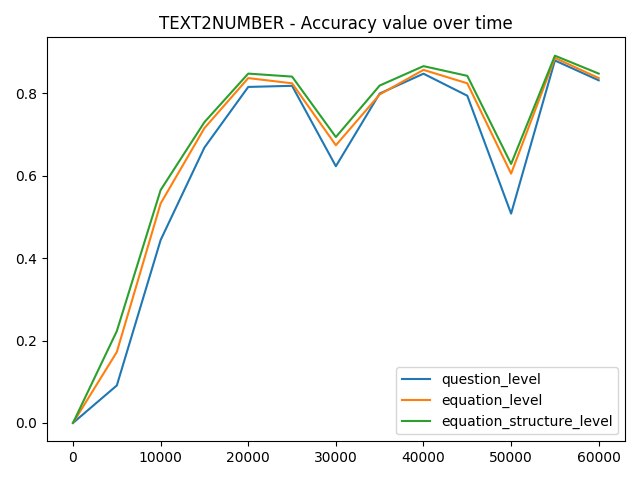 TEXT2NUMBER - Accuracy value over time
0.8
0.6
0.4
0.2
0.0
question_level
equation_level
equation_structure_level
0 10000 20000 30000 40000 50000 60000